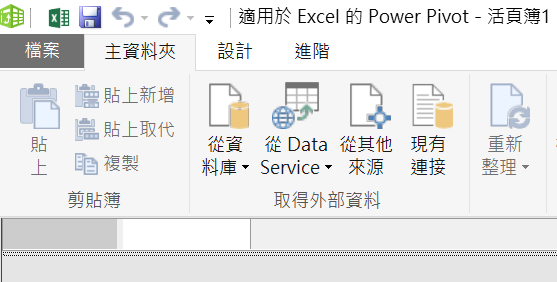 適用於 Excel 的 Power Pivot - 活頁簿1
檔案 主資料夾 設計 進階
貼上
貼上新增
貼上取代
複製
從資料庫
從 Data Service
從其他來源
現有連接
重新整理
剪貼簿 取得外部資料